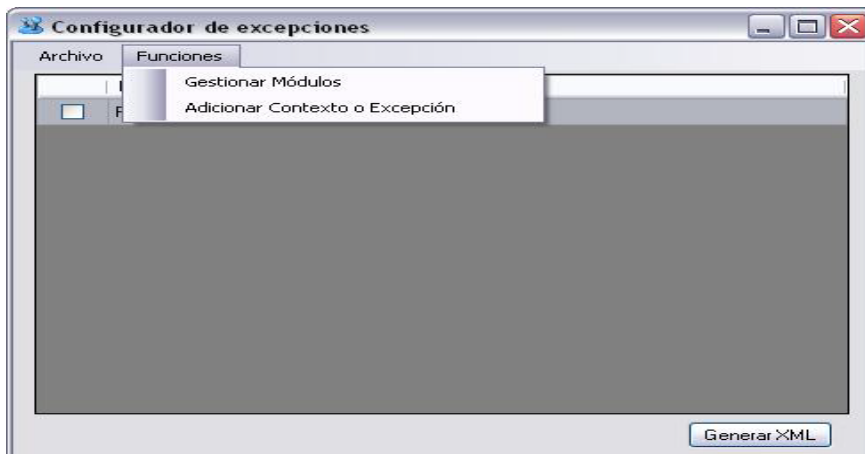 Configurador de excepciones
Archivo Funciones
Gestionar Módulos
Adicionar Contexto o Excepción
Generar XML